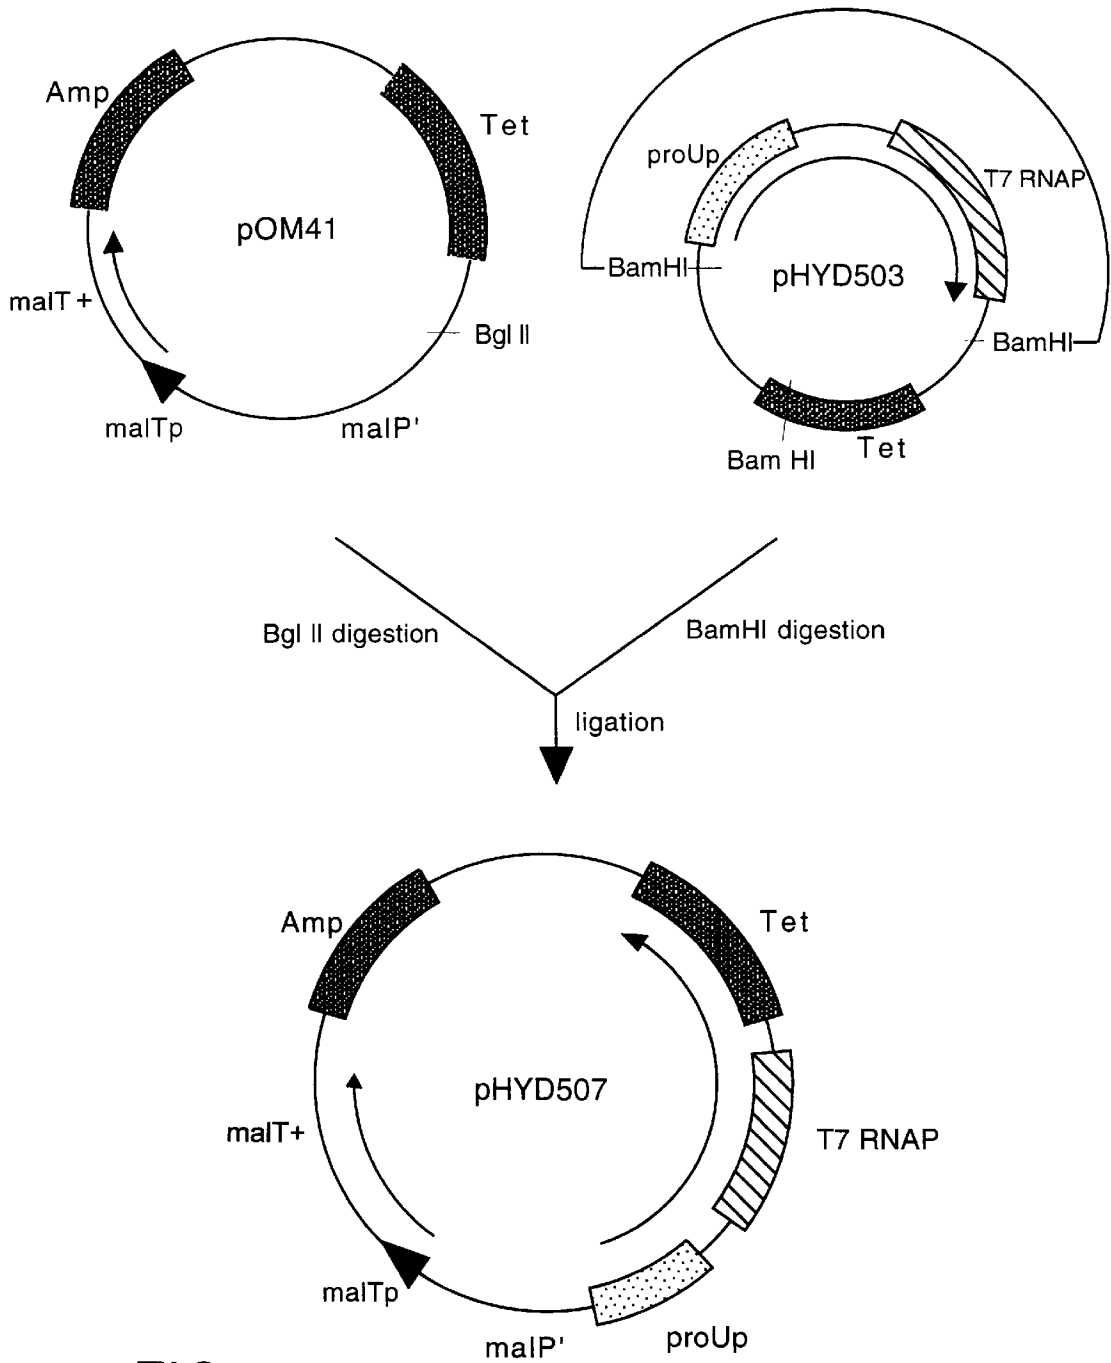 Amp
Tet
pOM41
malT +
Bgl II
malTp
malP'
proUp
T7 RNAP
BamHI
pHYD503
BamHI
Bam HI
Tet
Bgl II digestion
BamHI digestion
ligation
Amp
Tet
pHYD507
malT+
T7 RNAP
malTp
malP'
proUp